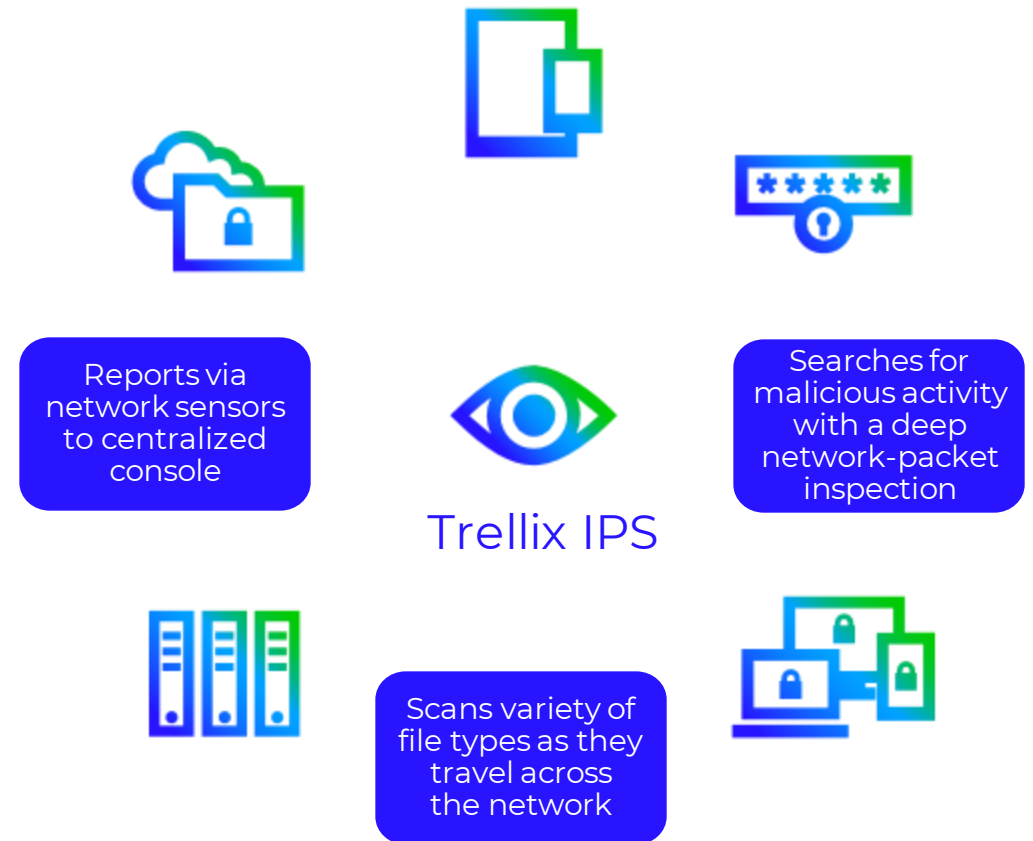 *****
Reports via
network sensors
to centralized
console
Searches for
malicious activity
with a deep
network-packet
inspection
Trellix IPS
Scans variety of
file types as they
travel across
the network